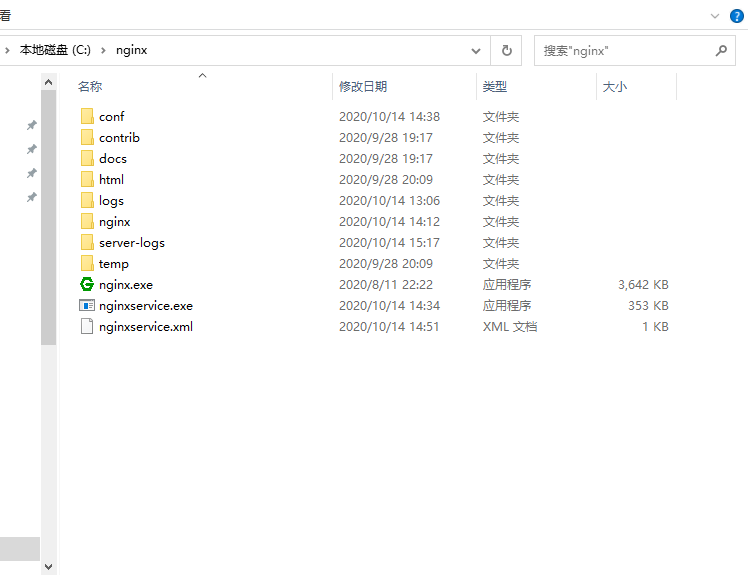 看
本地磁盘 (C:) nginx 搜索"nginx"
名称 修改日期 类型 大小
conf 2020/10/14 14:38 文件夹
contrib 2020/9/28 19:17 文件夹
docs 2020/9/28 19:17 文件夹
html 2020/9/28 20:09 文件夹
logs 2020/10/14 13:06 文件夹
nginx 2020/10/14 14:12 文件夹
server-logs 2020/10/14 15:17 文件夹
temp 2020/9/28 20:09 文件夹
nginx.exe 2020/8/11 22:22 应用程序 3,642 KB
nginxservice.exe 2020/10/14 14:34 应用程序 353 KB
nginxservice.xml 2020/10/14 14:51 XML 文档 1 KB